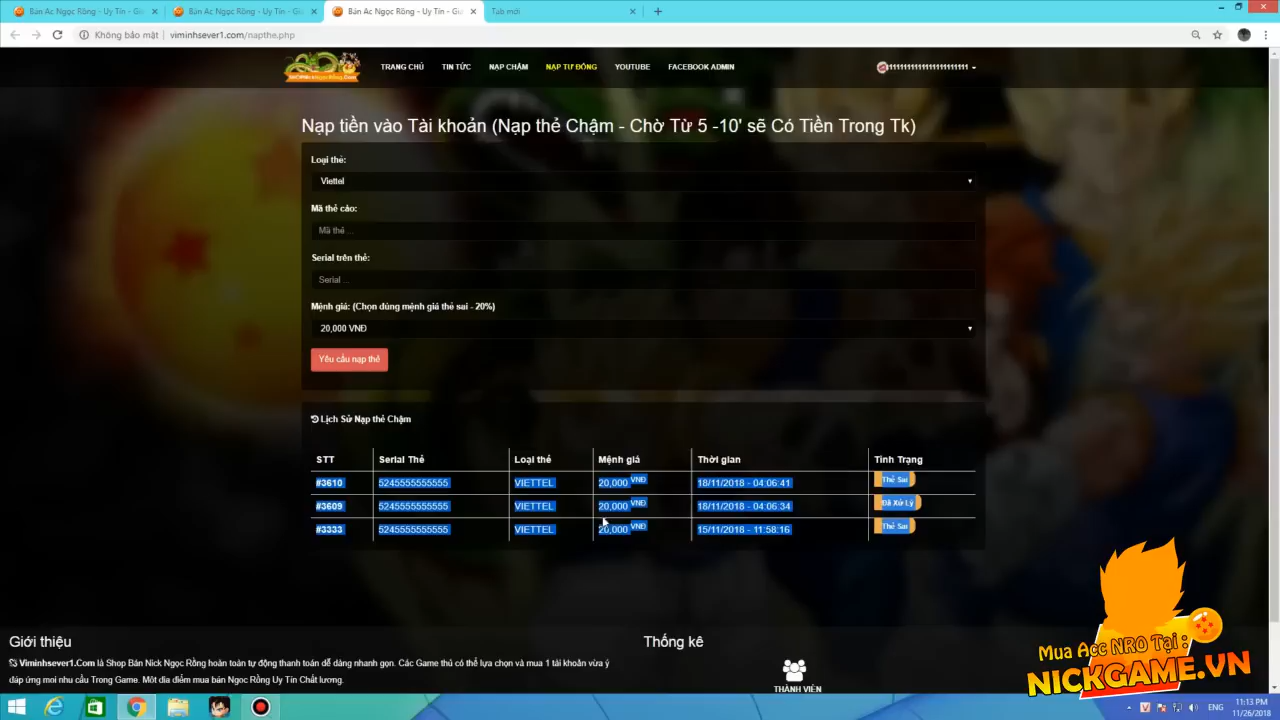 Bán Ac Ngọc Rồng - Uy Tín - Gi
Bán Ac Ngọc Rồng - Uy Tín - Gi
Bán Ac Ngọc Rồng - Uy Tín - Gi
Tab mới
Không bảo mật | viminhsever1.com/napthe.php
TRANG CHỦ
TIN TỨC
NẠP CHẬM
NẠP TỰ ĐÔNG
YOUTUBE
FACEBOOK ADMIN
Nạp tiền vào Tài khoản (Nạp thẻ Chậm - Chờ Từ 5 -10' sẽ Có Tiền Trong Tk)
Loại thẻ:
Viettel
Mã thẻ cào:
Mã thẻ ...
Serial trên thẻ:
Serial ...
Mệnh giá: (Chọn đúng mệnh giá thẻ sai - 20%)
20,000 VNĐ
Yêu cầu nạp thẻ
Lịch Sử Nạp thẻ Chậm
STT Serial Thẻ Loại thẻ Mệnh giá Thời gian Tình Trạng
#3610 5245555555555 VIETTEL 20,000 VNĐ 18/11/2018 - 04:06:41 Thẻ Sai
#3609 5245555555555 VIETTEL 20,000 VNĐ 18/11/2018 - 04:06:34 Đã Xử Lý
#3333 5245555555555 VIETTEL 20,000 VNĐ 15/11/2018 - 11:58:16 Thẻ Sai
Giới thiệu
Viminhsever1.Com là Shop Bán Nick Ngọc Rồng hoàn toàn tự động thanh toán dễ dàng nhanh gọn. Các Game thủ có thể lựa chọn và mua 1 tài khoản vừa ý
đáp ứng mọi nhu cầu Trong Game. Một địa điểm mua bán Ngọc Rồng Uy Tín Chất lượng.
Thống kê
THÀNH VIÊN
Mua Acc NRO Tại :
NICKGAME.VN
ENG
11:13 PM
11/26/2018